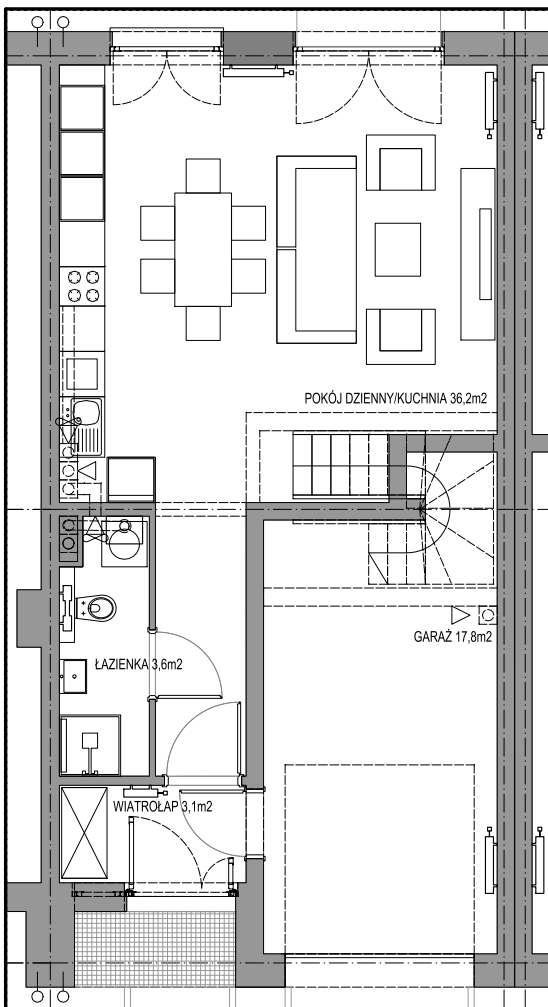 POKÓJ DZIENNY/KUCHNIA 36,2m2
GARAŻ 17,8m2
ŁAZIENKA 3,6m2
WIATROŁAP 3,1m2